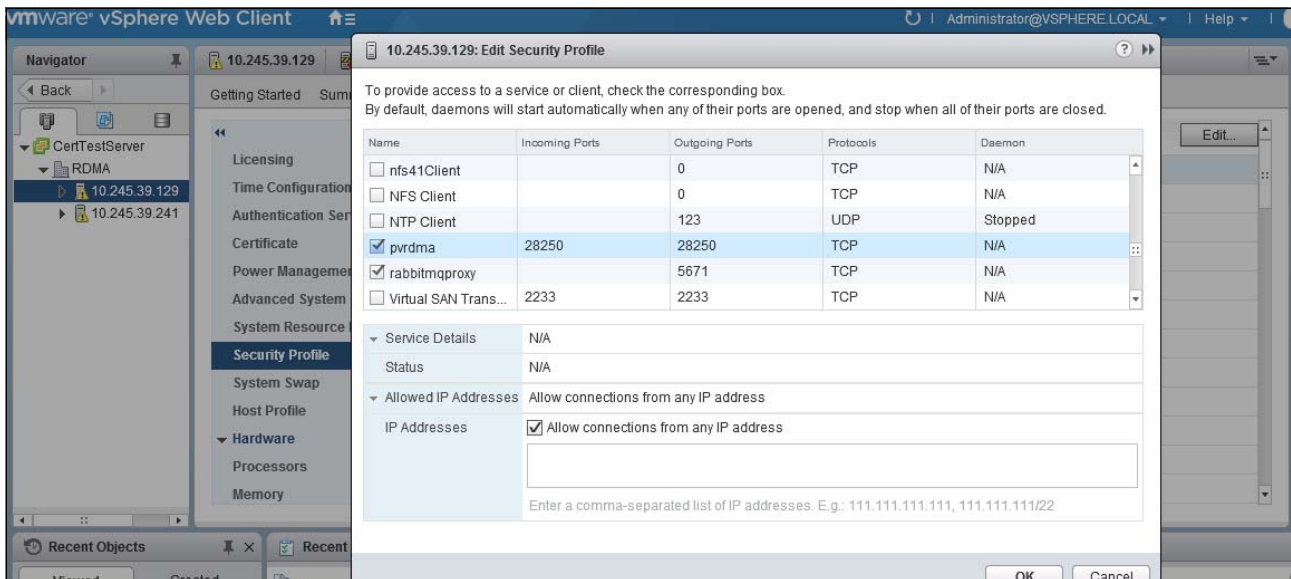 vmware® vSphere Web Client
Administrator@VSPHERE.LOCAL | Help
Navigator
Back
CertTestServer
RDMA
10.245.39.129
10.245.39.241
10.245.39.129
Getting Started
Licensing
Time Configuration
Certificate
Advanced System
System Resource
Security Profile
System Swap
Host Profile
Hardware
Processors
Memory
Edit...
10.245.39.129: Edit Security Profile
To provide access to a service or client, check the corresponding box.
By default, daemons will start automatically when any of their ports are opened, and stop when all of their ports are closed.
Name Incoming Ports Outgoing Ports Protocols Daemon
nfs41Client 0 TCP N/A
NFS Client 0 TCP N/A
NTP Client 123 UDP Stopped
pvrdma 28250 28250 TCP N/A
rabbitmqproxy 5671 TCP N/A
Virtual SAN Trans... 2233 2233 TCP N/A
Service Details N/A
Status N/A
Allowed IP Addresses Allow connections from any IP address
IP Addresses Allow connections from any IP address
Enter a comma-separated list of IP addresses. E.g.: 111.111.111.111, 111.111.111/22
OK Cancel
Recent Objects
Recent